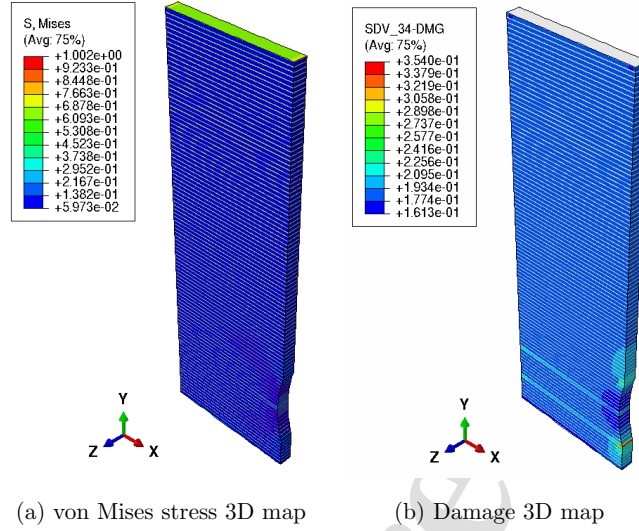 S, Mises
(Avg: 75%)
+1.002e+00
+9.233e-01
+8.448e-01
+7.663e-01
+6.878e-01
+6.093e-01
+5.308e-01
+4.523e-01
+3.738e-01
+2.952e-01
+2.167e-01
+1.382e-01
+5.973e-02
Y
Z
X
(a) von Mises stress 3D map
SDV_34-DMG
(Avg: 75%)
+3.540e-01
+3.379e-01
+3.219e-01
+3.058e-01
+2.898e-01
+2.737e-01
+2.577e-01
+2.416e-01
+2.256e-01
+2.095e-01
+1.934e-01
+1.774e-01
+1.613e-01
Y
Z
X
(b) Damage 3D map